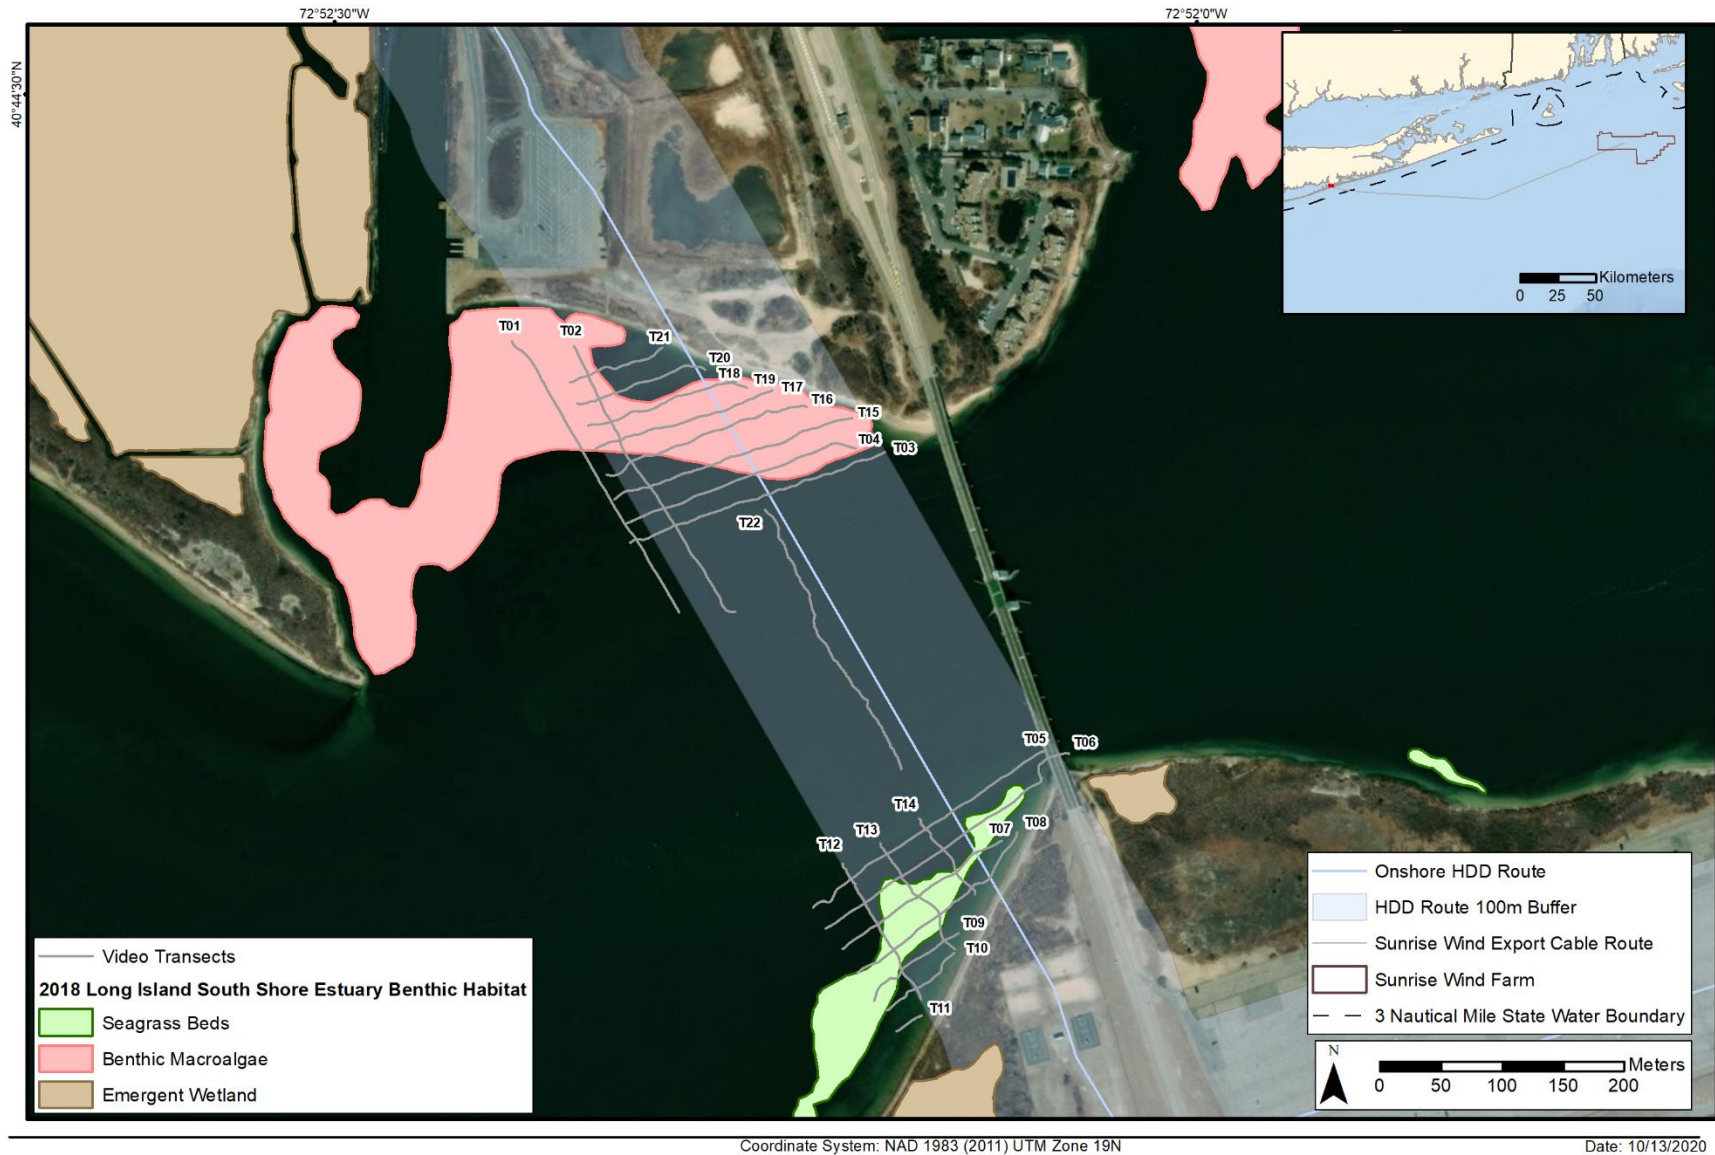 72°52'30"W
72°52'0"W
40°44'30"N
Kilometers
0 25 50
T01
T02
T21
T20
T18
T19
T17
T16
T15
T04
T03
T22
T05
T06
T14
T13
T12
T07
T08
T09
T10
T11
Video Transects
2018 Long Island South Shore Estuary Benthic Habitat
Seagrass Beds
Benthic Macroalgae
Emergent Wetland
Onshore HDD Route
HDD Route 100m Buffer
Sunrise Wind Export Cable Route
Sunrise Wind Farm
3 Nautical Mile State Water Boundary
N
Meters
0 50 100 150 200
Coordinate System: NAD 1983 (2011) UTM Zone 19N
Date: 10/13/2020